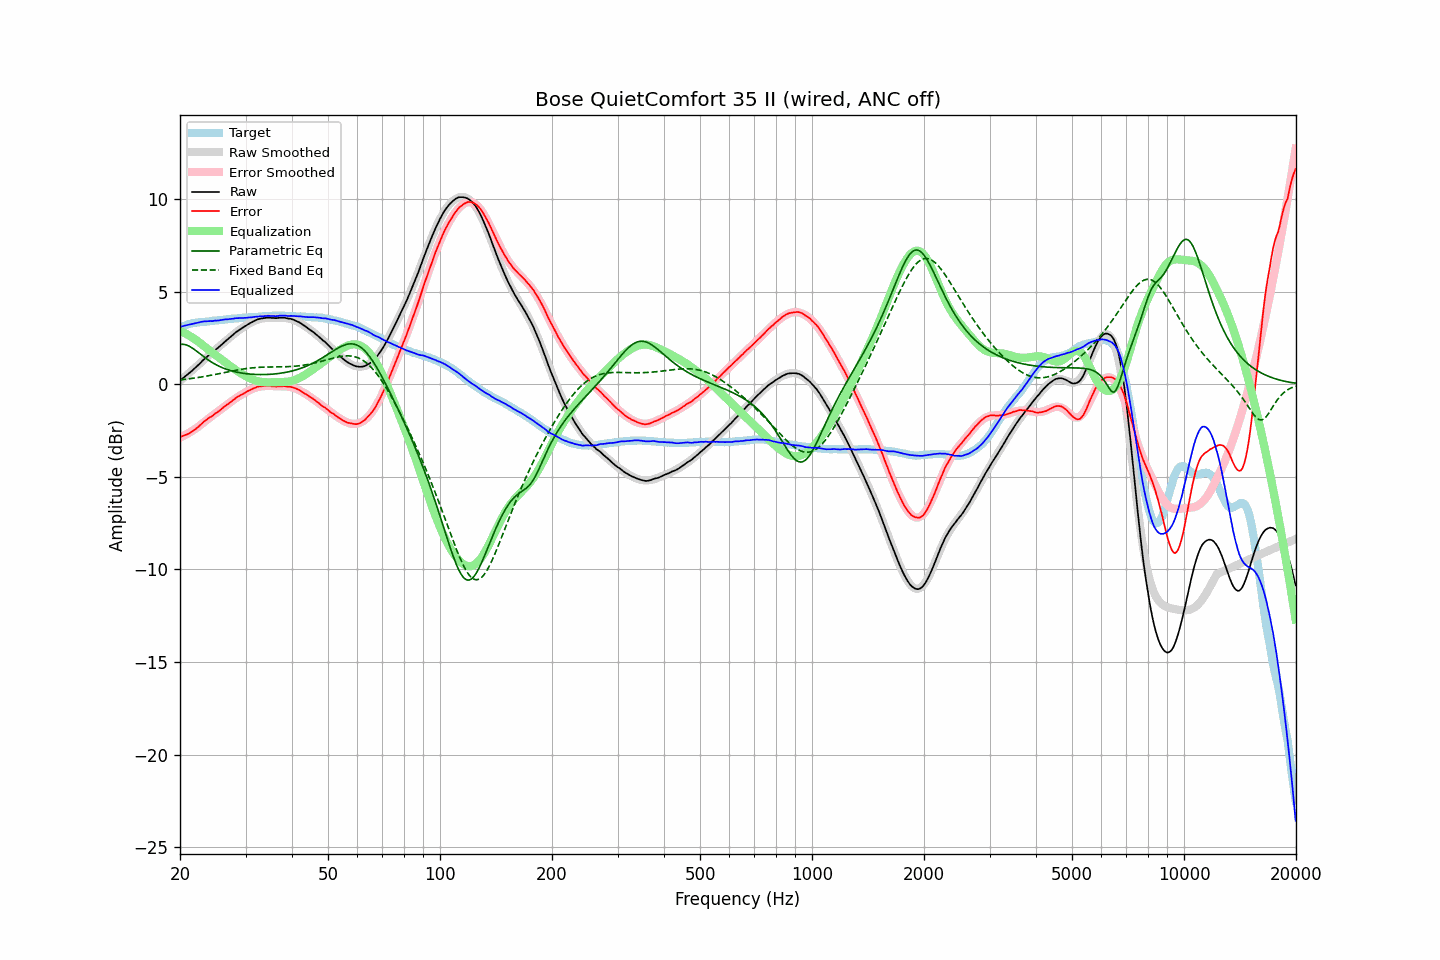 Bose QuietComfort 35 II (wired, ANC off)
Target
Raw Smoothed
Error Smoothed
Raw
Error
Equalization
Parametric Eq
Fixed Band Eq
Equalized
Amplitude (dBr)
10
5
0
−5
−10
−15
−20
−25
20 50 100 200 500 1000 2000 5000 10000 20000
Frequency (Hz)